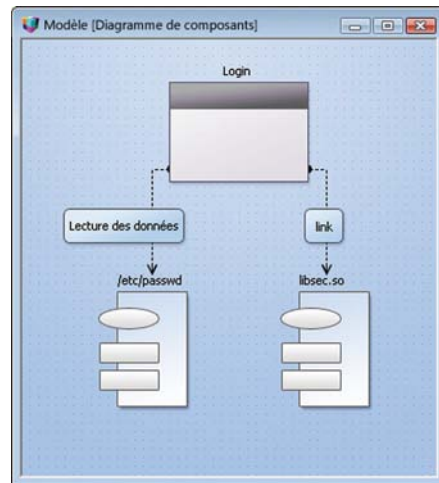 Modèle [Diagramme de composants]
Login
Lecture des données
link
/etc/passwd
libsec.so